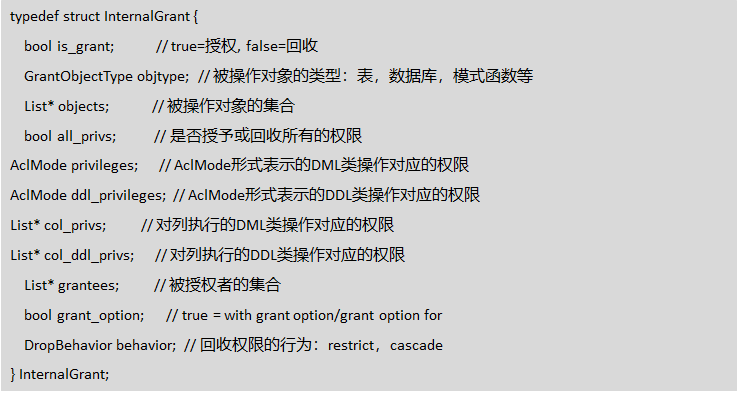 typedef struct InternalGrant {
bool is_grant; // true=授权, false=回收
GrantObjectType objtype; // 被操作对象的类型：表，数据库，模式函数等
List* objects; // 被操作对象的集合
bool all_privs; // 是否授予或回收所有的权限
AclMode privileges; // AclMode形式表示的DML类操作对应的权限
AclMode ddl_privileges; // AclMode形式表示的DDL类操作对应的权限
List* col_privs; // 对列执行的DML类操作对应的权限
List* col_ddl_privs; // 对列执行的DDL类操作对应的权限
List* grantees; // 被授权者的集合
bool grant_option; // true = with grant option/grant option for
DropBehavior behavior; // 回收权限的行为：restrict，cascade
} InternalGrant;